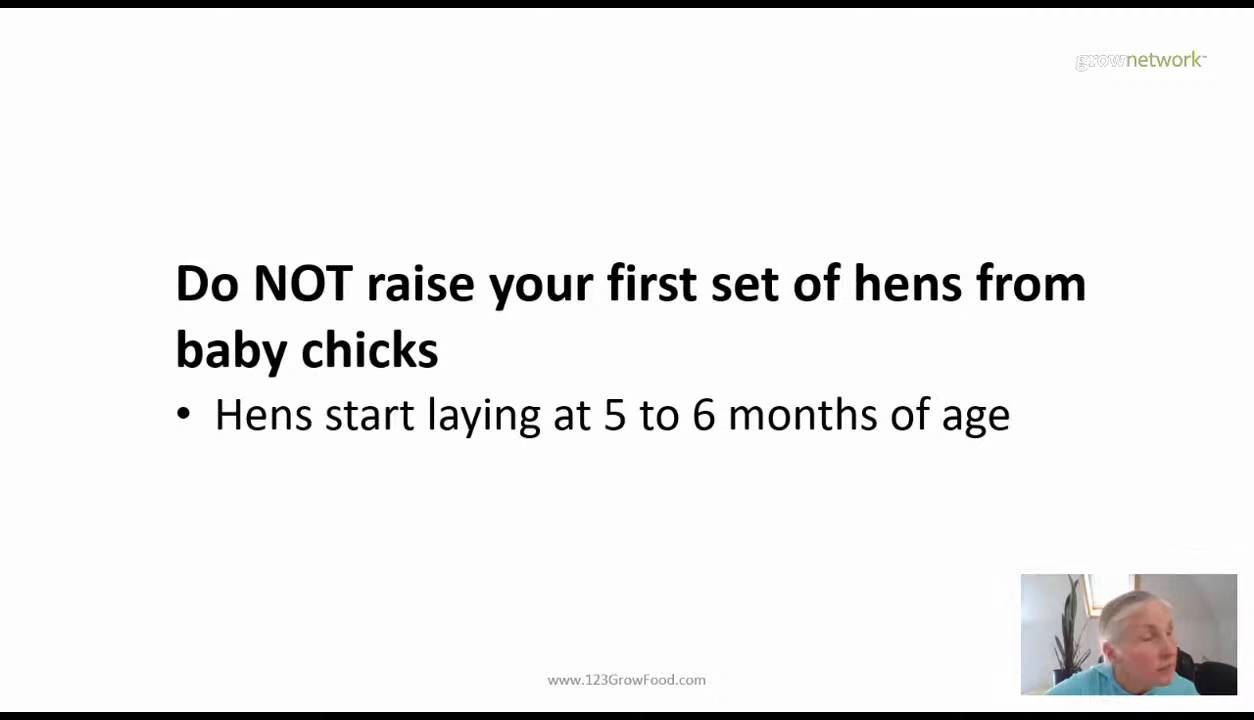 grownetwork™
Do NOT raise your first set of hens from
baby chicks
• Hens start laying at 5 to 6 months of age
www.123GrowFood.com